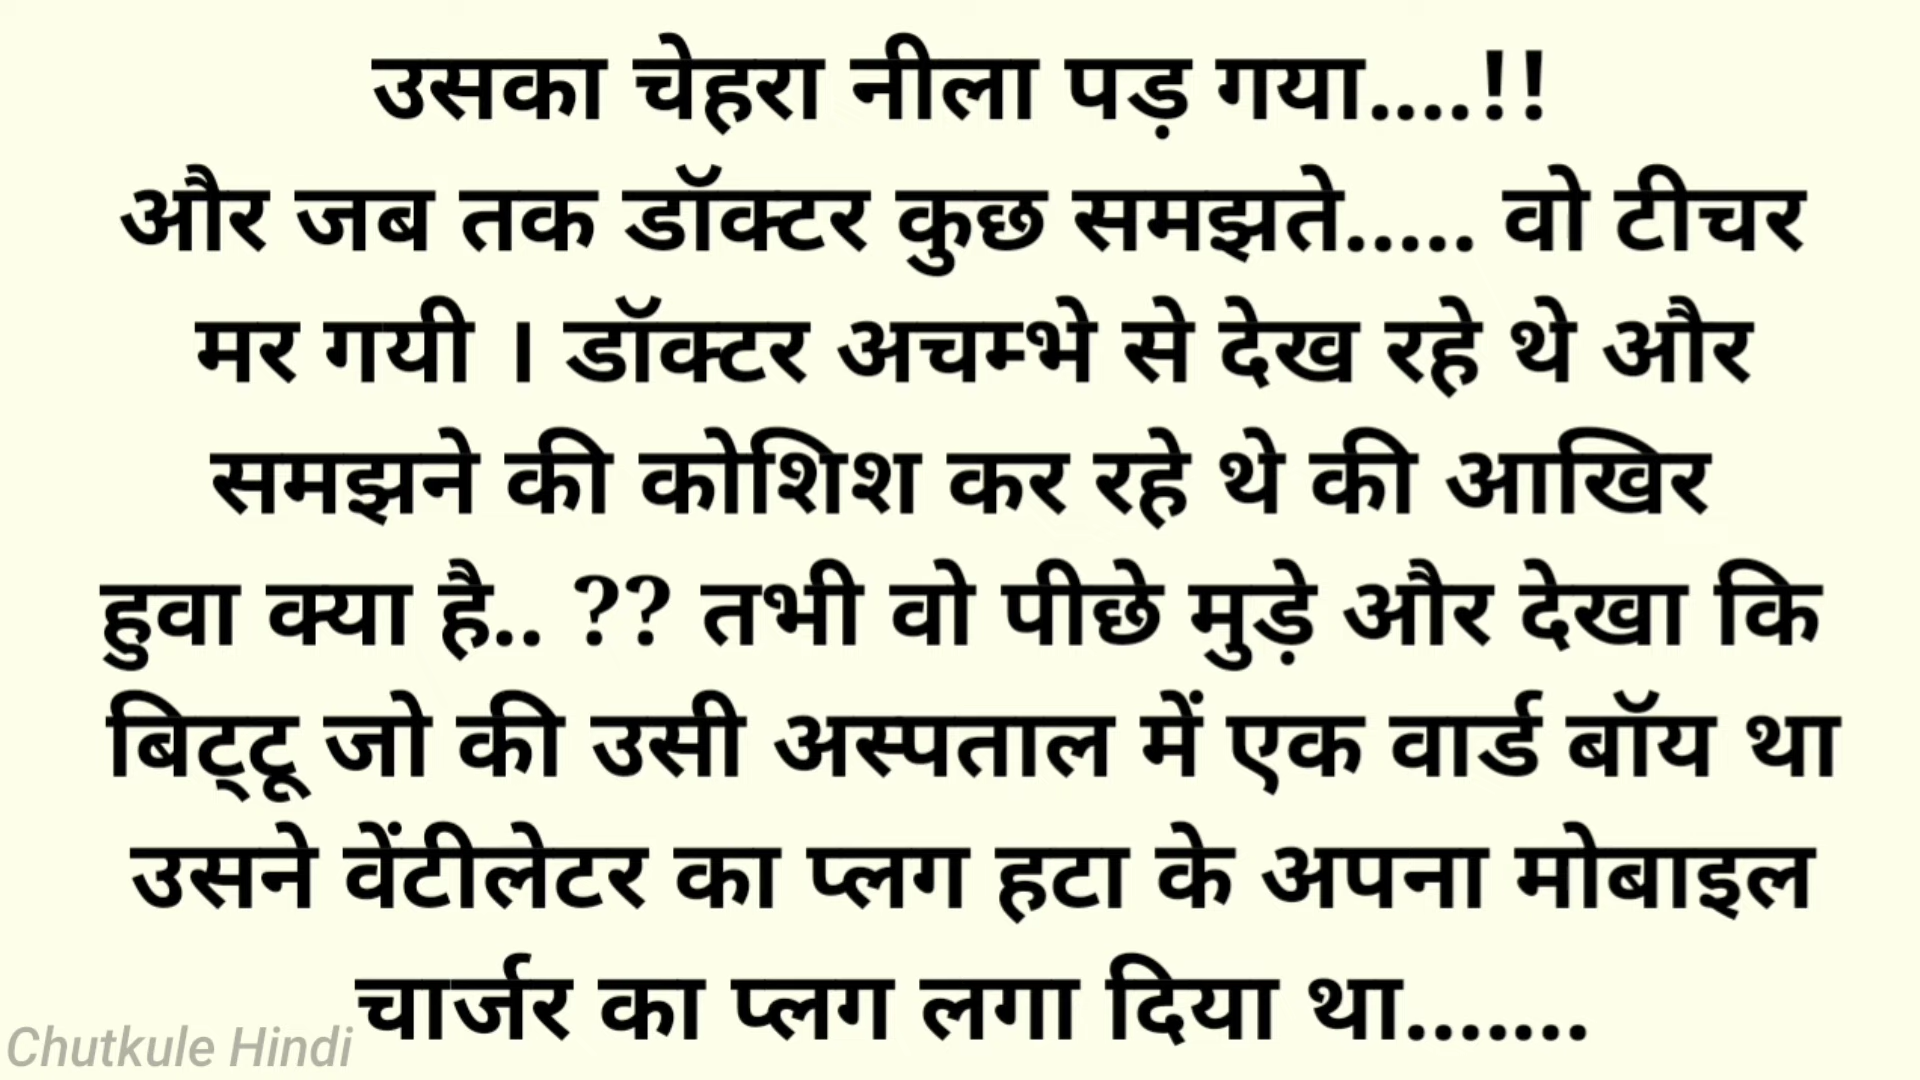 उसका चेहरा नीला पड़ गया....!!
और जब तक डॉक्टर कुछ समझते..... वो टीचर
मर गयी । डॉक्टर अचम्भे से देख रहे थे और
समझने की कोशिश कर रहे थे की आखिर
हुवा क्या है.. ?? तभी वो पीछे मुड़े और देखा कि
बिट्टू जो की उसी अस्पताल में एक वार्ड बॉय था
उसने वेंटीलेटर का प्लग हटा के अपना मोबाइल
चार्जर का प्लग लगा दिया था.......
Chutkule Hindi